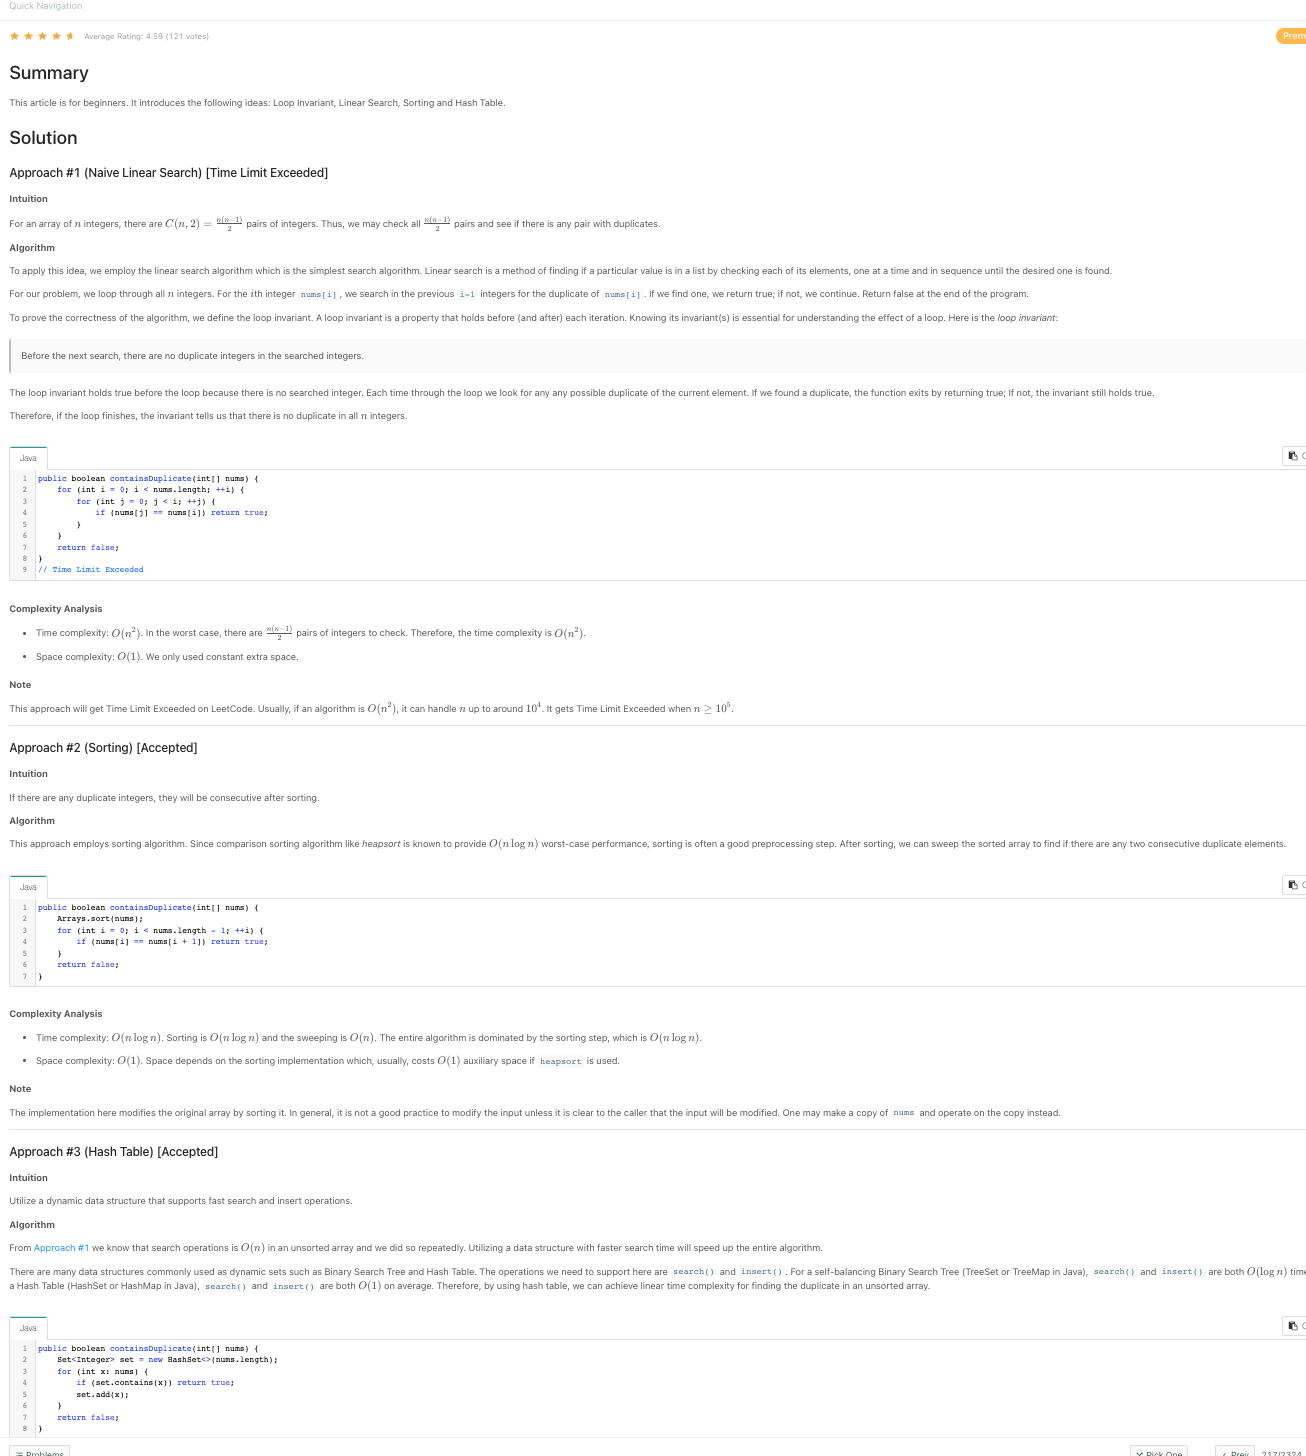 Quick Navigation
Average Rating: 4.59 (121 votes)
Prem
Summary
This article is for beginners. It introduces the following ideas: Loop Invariant, Linear Search, Sorting and Hash Table.
Solution
Approach #1 (Naive Linear Search) [Time Limit Exceeded]
Intuition
For an array of n integers, there are C(n, 2) = n(n−1)/2 pairs of integers. Thus, we may check all n(n−1)/2 pairs and see if there is any pair with duplicates.
Algorithm
To apply this idea, we employ the linear search algorithm which is the simplest search algorithm. Linear search is a method of finding if a particular value is in a list by checking each of its elements, one at a time and in sequence until the desired one is found.
For our problem, we loop through all n integers. For the ith integer nums[i] , we search in the previous i-1 integers for the duplicate of nums[i] . If we find one, we return true; if not, we continue. Return false at the end of the program.
To prove the correctness of the algorithm, we define the loop invariant. A loop invariant is a property that holds before (and after) each iteration. Knowing its invariant(s) is essential for understanding the effect of a loop. Here is the loop invariant:
Before the next search, there are no duplicate integers in the searched integers.
The loop invariant holds true before the loop because there is no searched integer. Each time through the loop we look for any any possible duplicate of the current element. If we found a duplicate, the function exits by returning true; If not, the invariant still holds true.
Therefore, if the loop finishes, the invariant tells us that there is no duplicate in all n integers.
Java
1 public boolean containsDuplicate(int[] nums) {
2 for (int i = 0; i < nums.length; ++i) {
3 for (int j = 0; j < i; ++j) {
4 if (nums[j] == nums[i]) return true;
5 }
6 }
7 return false;
8 }
9 // Time Limit Exceeded
Complexity Analysis
• Time complexity: O(n²). In the worst case, there are n(n−1)/2 pairs of integers to check. Therefore, the time complexity is O(n²).
• Space complexity: O(1). We only used constant extra space.
Note
This approach will get Time Limit Exceeded on LeetCode. Usually, if an algorithm is O(n²), it can handle n up to around 10⁴. It gets Time Limit Exceeded when n ≥ 10⁵.
Approach #2 (Sorting) [Accepted]
Intuition
If there are any duplicate integers, they will be consecutive after sorting.
Algorithm
This approach employs sorting algorithm. Since comparison sorting algorithm like heapsort is known to provide O(n log n) worst-case performance, sorting is often a good preprocessing step. After sorting, we can sweep the sorted array to find if there are any two consecutive duplicate elements.
Java
1 public boolean containsDuplicate(int[] nums) {
2 Arrays.sort(nums);
3 for (int i = 0; i < nums.length - 1; ++i) {
4 if (nums[i] == nums[i + 1]) return true;
5 }
6 return false;
7 }
Complexity Analysis
• Time complexity: O(n log n). Sorting is O(n log n) and the sweeping is O(n). The entire algorithm is dominated by the sorting step, which is O(n log n).
• Space complexity: O(1). Space depends on the sorting implementation which, usually, costs O(1) auxiliary space if heapsort is used.
Note
The implementation here modifies the original array by sorting it. In general, it is not a good practice to modify the input unless it is clear to the caller that the input will be modified. One may make a copy of nums and operate on the copy instead.
Approach #3 (Hash Table) [Accepted]
Intuition
Utilize a dynamic data structure that supports fast search and insert operations.
Algorithm
From Approach #1 we know that search operations is O(n) in an unsorted array and we did so repeatedly. Utilizing a data structure with faster search time will speed up the entire algorithm.
There are many data structures commonly used as dynamic sets such as Binary Search Tree and Hash Table. The operations we need to support here are search() and insert() . For a self-balancing Binary Search Tree (TreeSet or TreeMap in Java), search() and insert() are both O(log n) time
a Hash Table (HashSet or HashMap in Java), search() and insert() are both O(1) on average. Therefore, by using hash table, we can achieve linear time complexity for finding the duplicate in an unsorted array.
Java
1 public boolean containsDuplicate(int[] nums) {
2 Set<Integer> set = new HashSet<>(nums.length);
3 for (int x: nums) {
4 if (set.contains(x)) return true;
5 set.add(x);
6 }
7 return false;
8 }
Problems
Pick One
Prev
217/2324